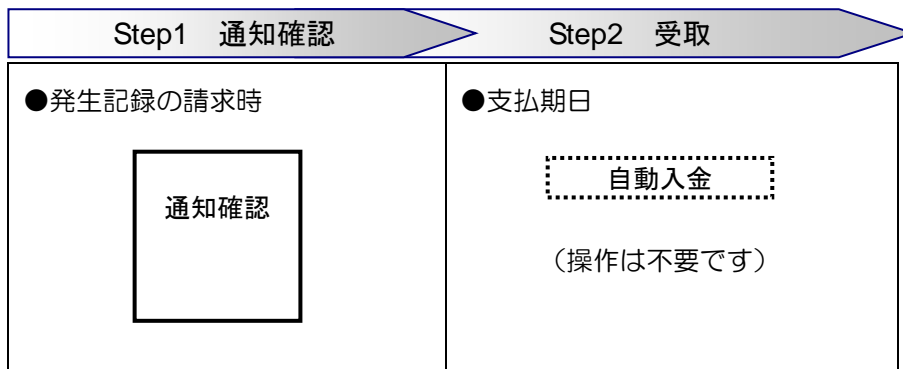 Step1　通知確認
Step2　受取
●発生記録の請求時
通知確認
●支払期日
自動入金
（操作は不要です）